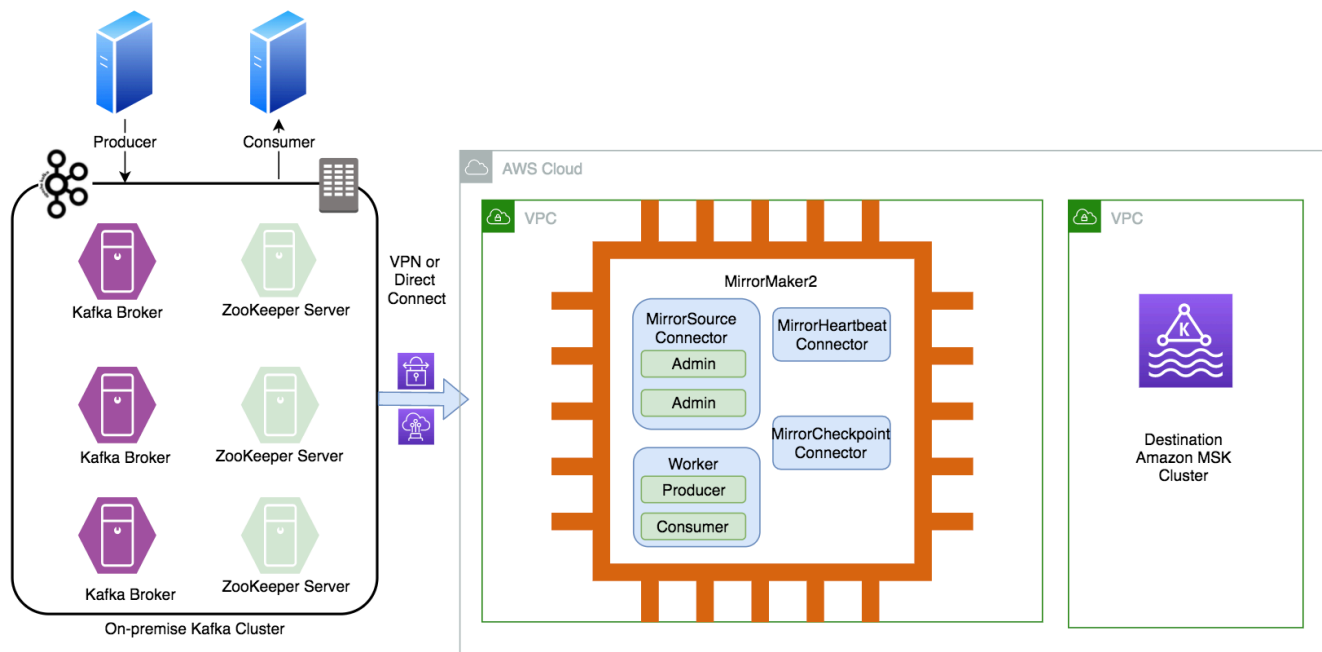 Producer
Consumer
Kafka Broker
ZooKeeper Server
Kafka Broker
ZooKeeper Server
Kafka Broker
ZooKeeper Server
On-premise Kafka Cluster
VPN or
Direct
Connect
AWS Cloud
VPC
MirrorMaker2
MirrorSource
Connector
Admin
Admin
MirrorHeartbeat
Connector
MirrorCheckpoint
Connector
Worker
Producer
Consumer
VPC
K
Destination
Amazon MSK
Cluster